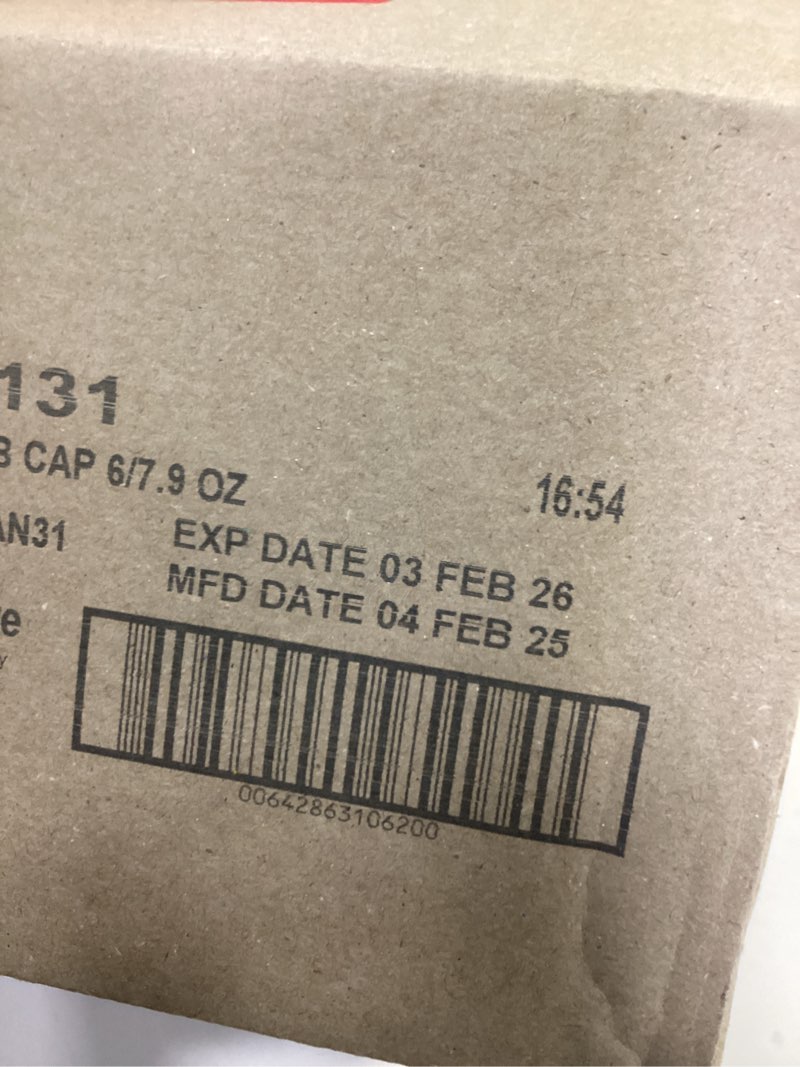 131
B CAP 6/7.9 OZ
16:54
AN31
EXP DATE 03 FEB 26
MFD DATE 04 FEB 25
e
y
00642863106200